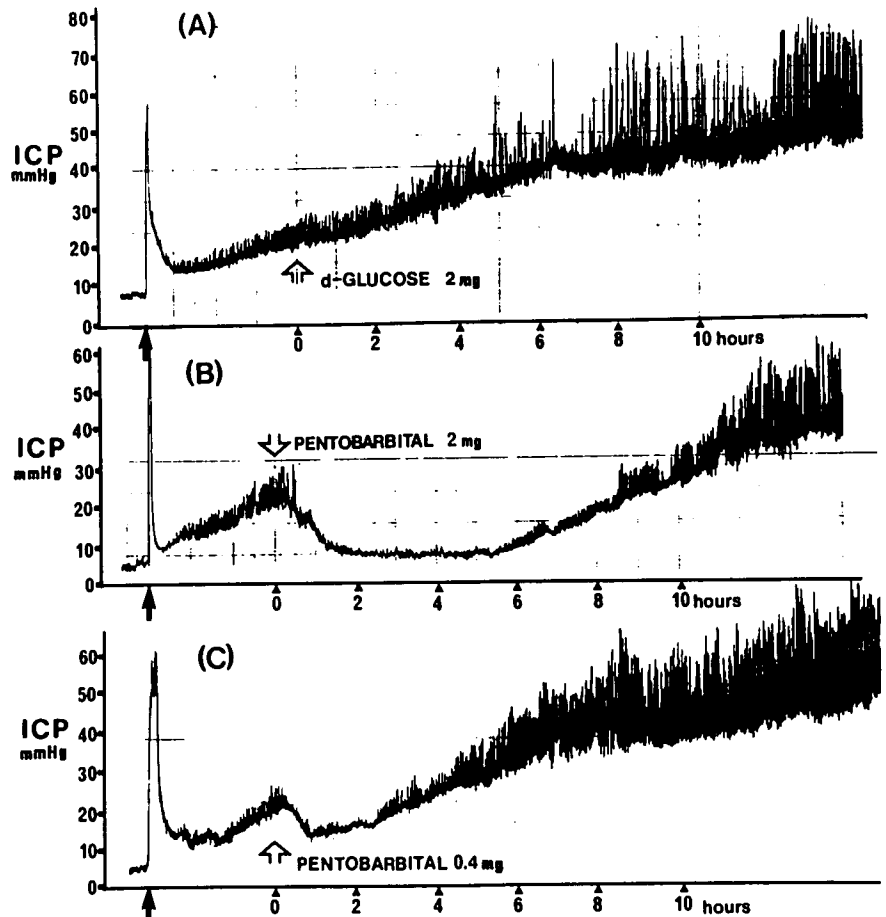 (A)
80
70
60
50
40
30
20
10
0
ICP
mmHg
d-GLUCOSE 2 mg
0 2 4 6 8 10 hours
(B)
60
50
40
30
20
10
0
ICP
mmHg
PENTOBARBITAL 2 mg
0 2 4 6 8 10 hours
(C)
60
50
40
30
20
10
0
ICP
mmHg
PENTOBARBITAL 0.4 mg
0 2 4 6 8 10 hours